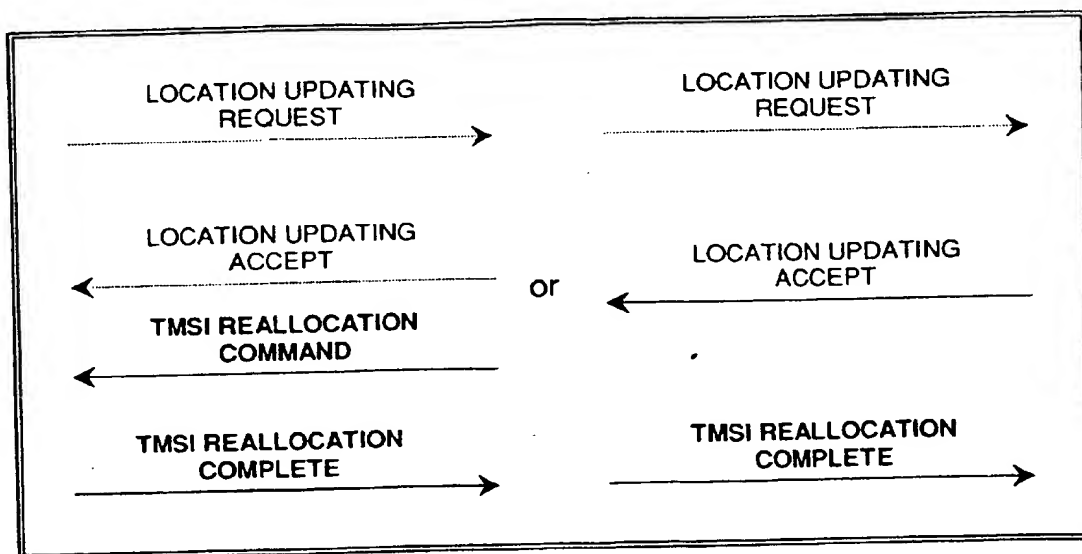 LOCATION UPDATING
REQUEST
LOCATION UPDATING
ACCEPT
TMSI REALLOCATION
COMMAND
TMSI REALLOCATION
COMPLETE
or
LOCATION UPDATING
REQUEST
LOCATION UPDATING
ACCEPT
TMSI REALLOCATION
COMPLETE